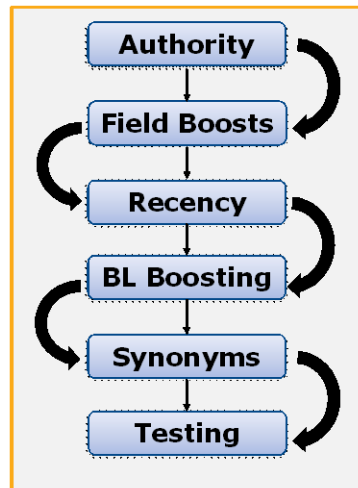 Authority
Field Boosts
Recency
BL Boosting
Synonyms
Testing